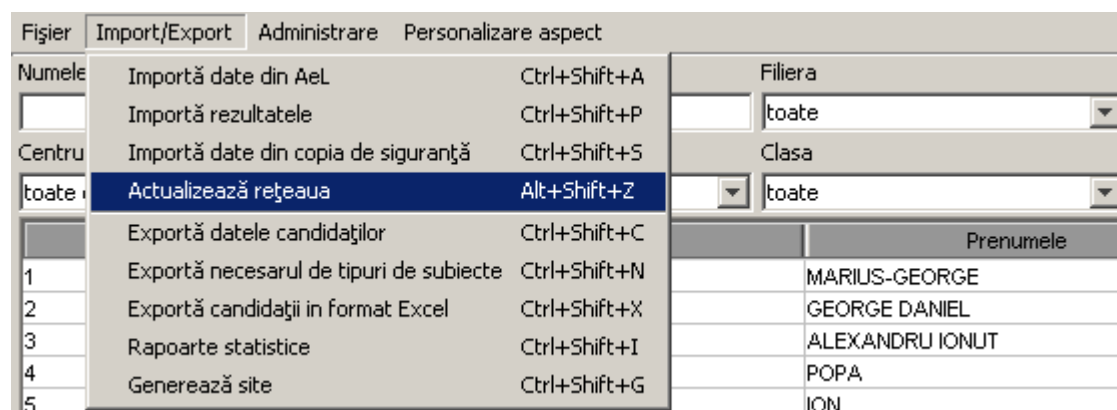 Fişier Import/Export Administrare Personalizare aspect
Numele Filiera
Importă date din AeL Ctrl+Shift+A
toate
Importă rezultatele Ctrl+Shift+P
Centru Clasa
Importă date din copia de siguranţă Ctrl+Shift+S
toate toate
Actualizează reţeaua Alt+Shift+Z
Prenumele
Exportă datele candidaţilor Ctrl+Shift+C
1 MARIUS-GEORGE
Exportă necesarul de tipuri de subiecte Ctrl+Shift+N
2 GEORGE DANIEL
Exportă candidaţii in format Excel Ctrl+Shift+X
3 ALEXANDRU IONUT
Rapoarte statistice Ctrl+Shift+I
4 POPA
Generează site Ctrl+Shift+G
5 ION